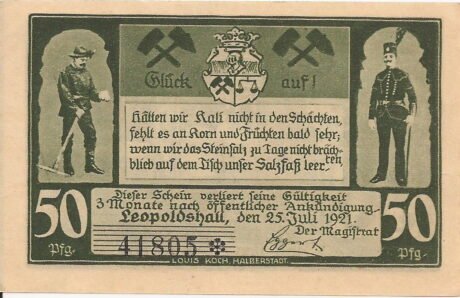 Glück auf!
Hätten wir Kali nicht in den Schächten,
fehlt es an Korn und Früchten bald sehr;
wenn wir das Steinsalz zu Tage nicht bräch-
ten
blieb auf dem Tisch unser Salzfaß leer.
50 Pfg.
Dieser Schein verliert seine Gültigkeit
3 Monate nach öffentlicher Ankündigung
Leopoldshall, den 25. Juli 1921.
Der Magistrat
41805 *
50 Pfg.
LOUIS KOCH, HALBERSTADT.